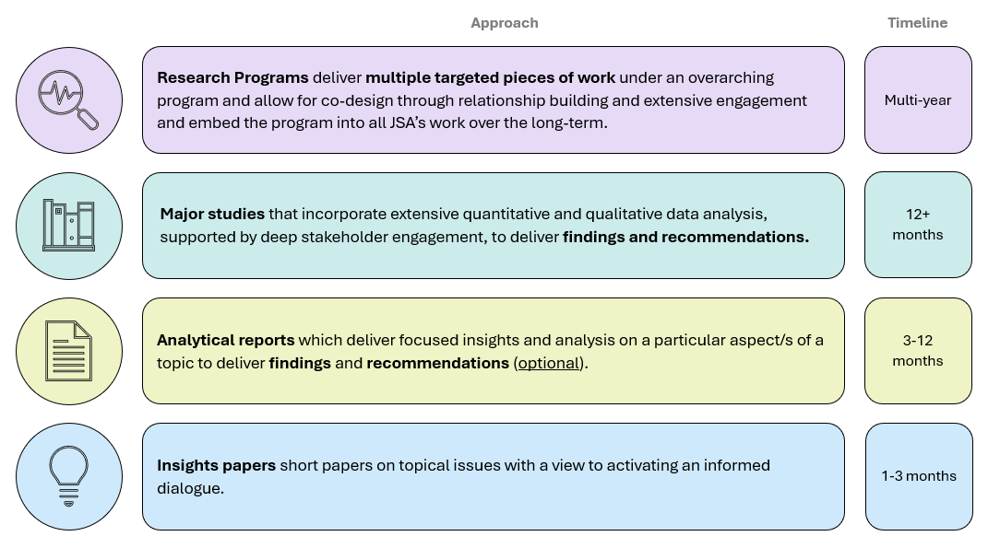 Approach
Timeline
Research Programs deliver multiple targeted pieces of work under an overarching
program and allow for co-design through relationship building and extensive engagement
and embed the program into all JSA’s work over the long-term.
Multi-year
Major studies that incorporate extensive quantitative and qualitative data analysis,
supported by deep stakeholder engagement, to deliver findings and recommendations.
12+
months
Analytical reports which deliver focused insights and analysis on a particular aspect/s of a
topic to deliver findings and recommendations (optional).
3-12
months
Insights papers short papers on topical issues with a view to activating an informed
dialogue.
1-3 months